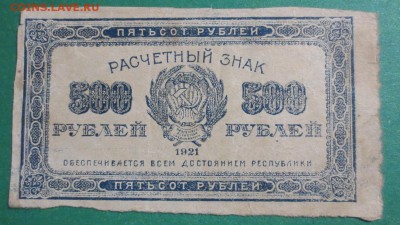 COINS.LAVE.RU
ПЯТЬСОТ РУБЛЕЙ
РАСЧЕТНЫЙ ЗНАК
500 500
РУБЛЕЙ РУБЛЕЙ
1921
ОБЕСПЕЧИВАЕТСЯ ВСЕМ ДОСТОЯНИЕМ РЕСПУБЛИКИ
ПЯТЬСОТ РУБЛЕЙ